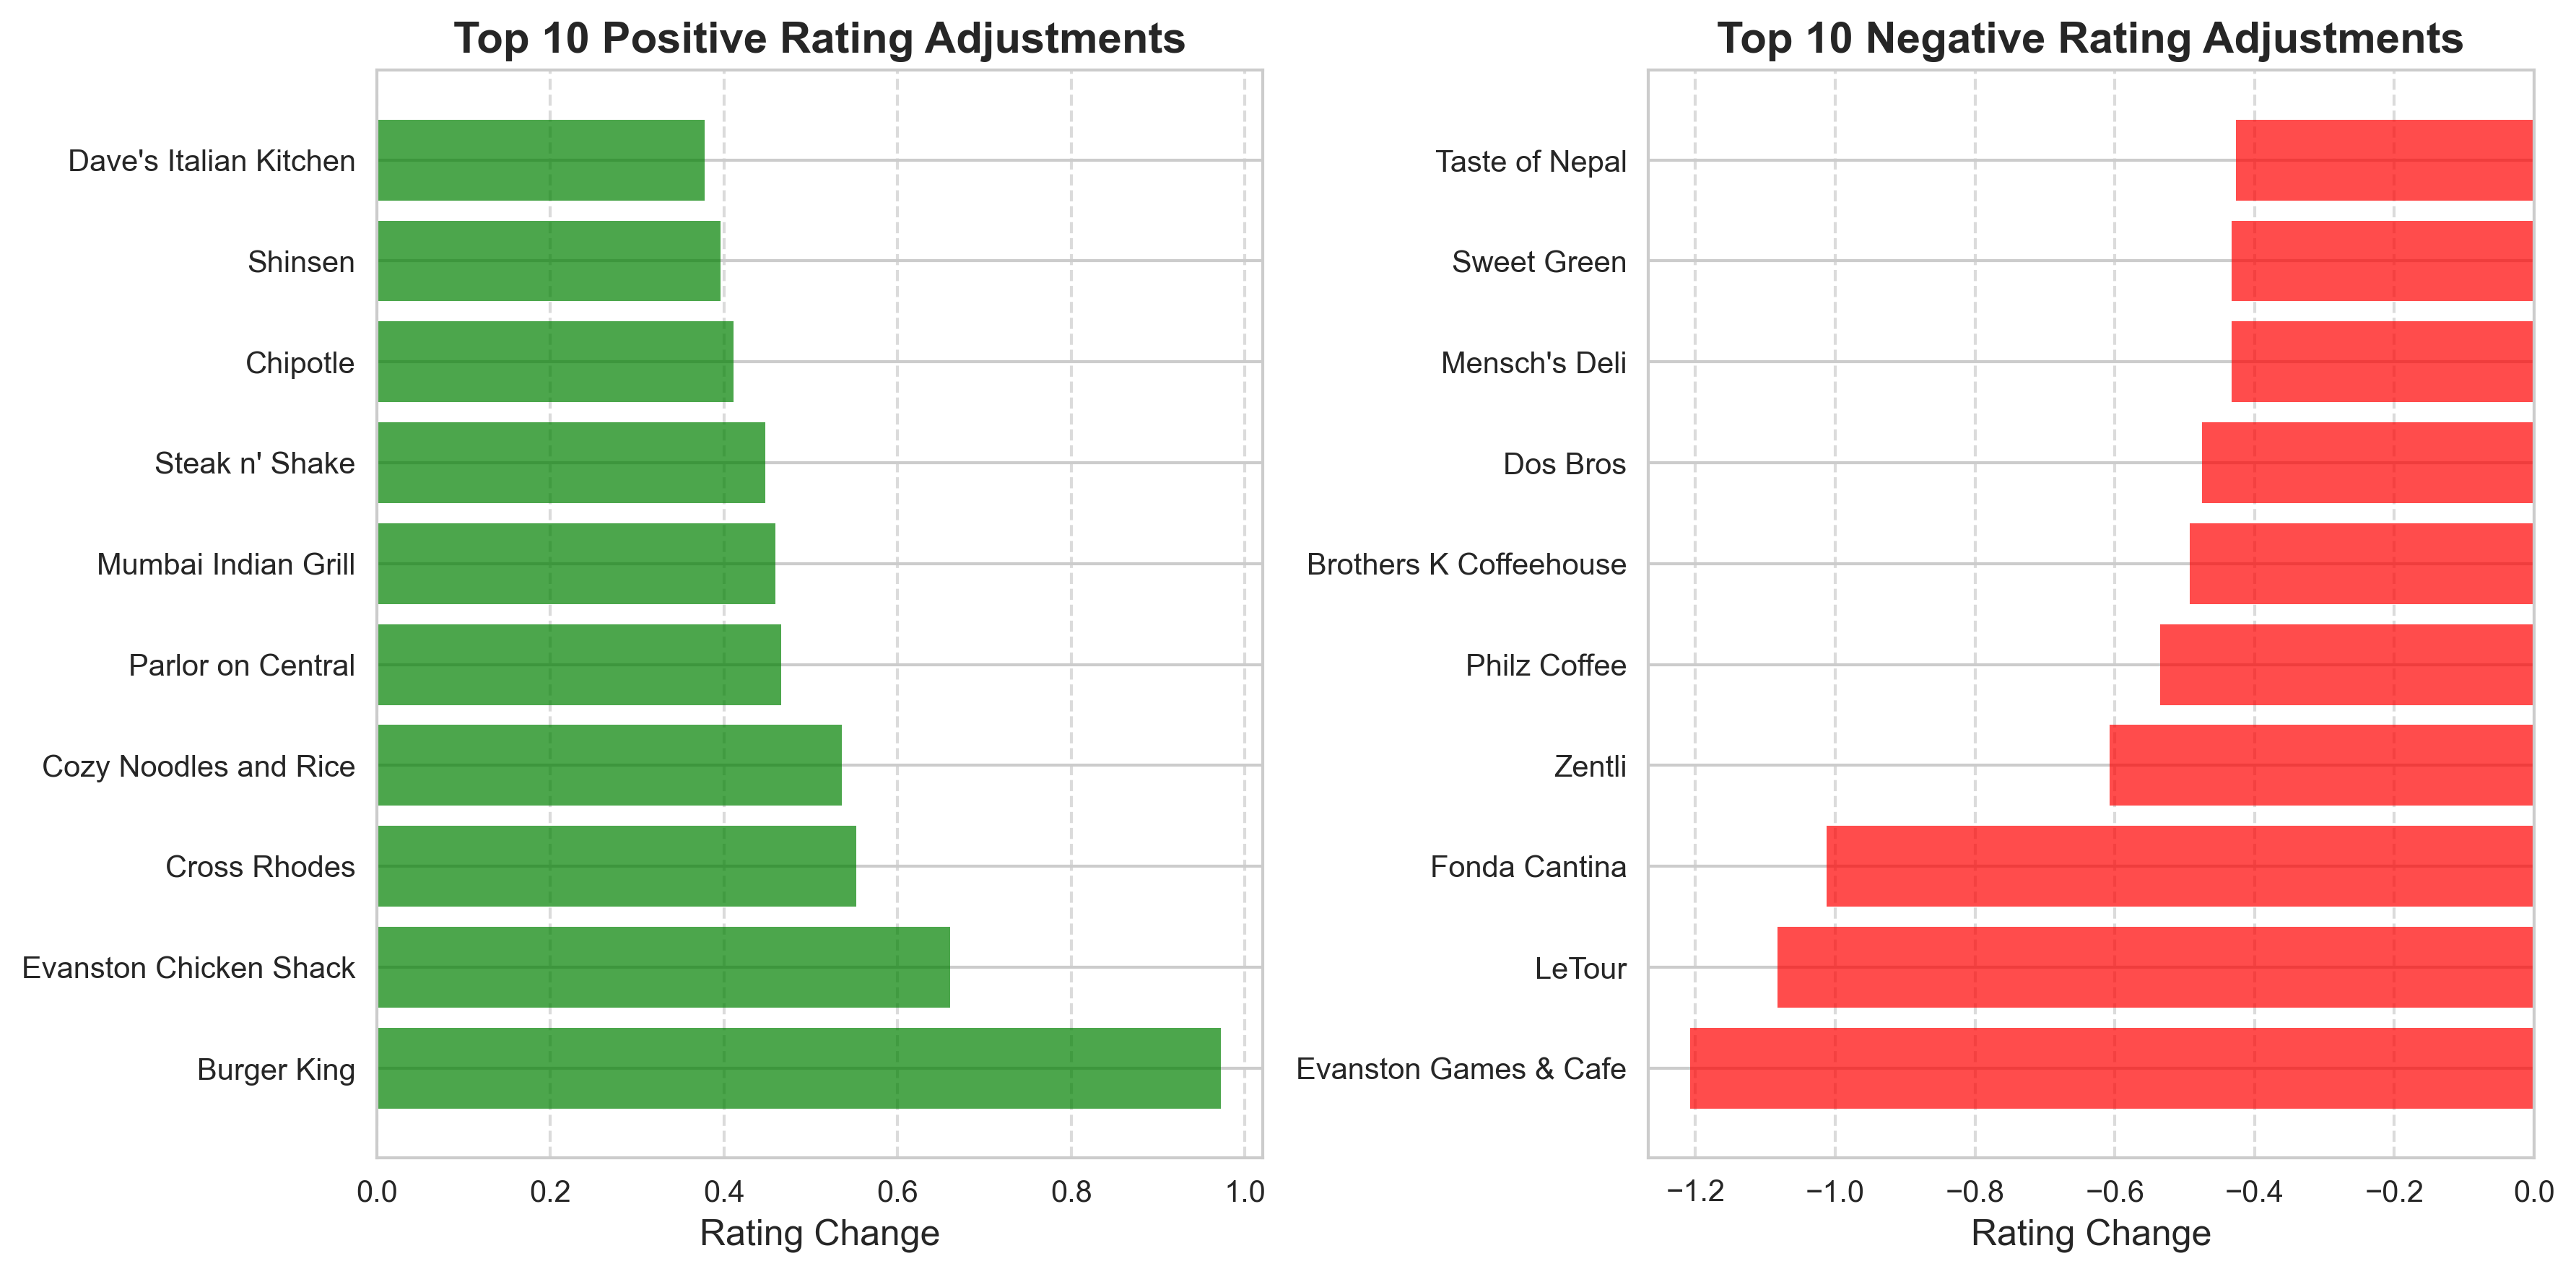 Top 10 Positive Rating Adjustments
Dave's Italian Kitchen
Shinsen
Chipotle
Steak n' Shake
Mumbai Indian Grill
Parlor on Central
Cozy Noodles and Rice
Cross Rhodes
Evanston Chicken Shack
Burger King
0.0 0.2 0.4 0.6 0.8 1.0
Rating Change
Top 10 Negative Rating Adjustments
Taste of Nepal
Sweet Green
Mensch's Deli
Dos Bros
Brothers K Coffeehouse
Philz Coffee
Zentli
Fonda Cantina
LeTour
Evanston Games & Cafe
−1.2 −1.0 −0.8 −0.6 −0.4 −0.2 0.0
Rating Change